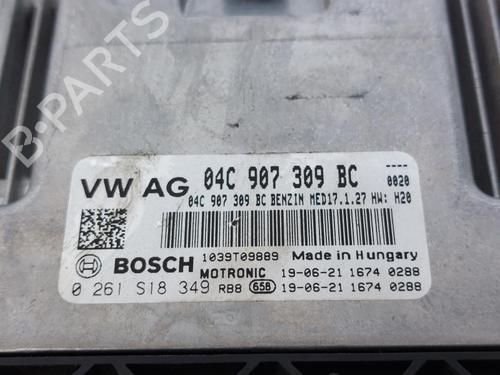 VW AG 04C 907 309 BC 0020
04C 907 309 BC BENZIN MED17.1.27 HW: H20
1039T09889 Made in Hungary
BOSCH MOTRONIC 19-06-21 1674 0288
0 261 S18 349 R88 658 19-06-21 1674 0288
B-PARTS